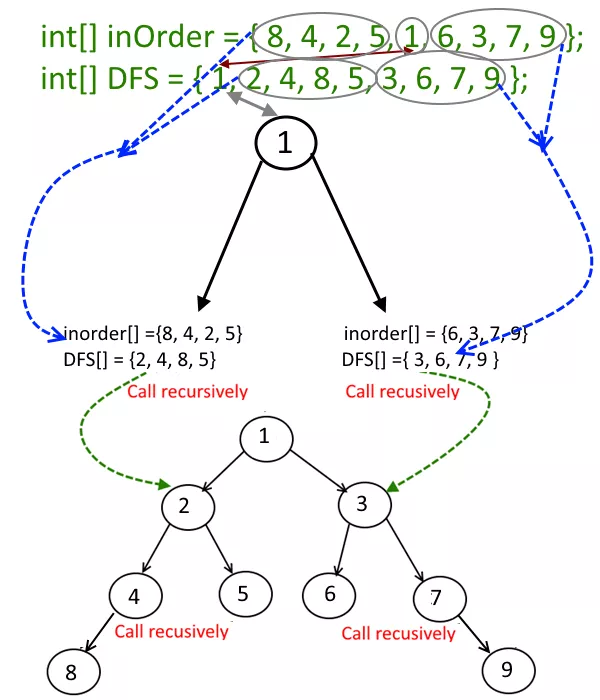 int[] inOrder = { 8, 4, 2, 5, 1, 6, 3, 7, 9 };
int[] DFS = { 1, 2, 4, 8, 5, 3, 6, 7, 9 };
1
inorder[] ={8, 4, 2, 5}
DFS[] = {2, 4, 8, 5}
Call recursively
inorder[] = {6, 3, 7, 9}
DFS[] ={ 3, 6, 7, 9 }
Call recusively
1
2
3
4
5
6
7
Call recusively
Call recusively
8
9